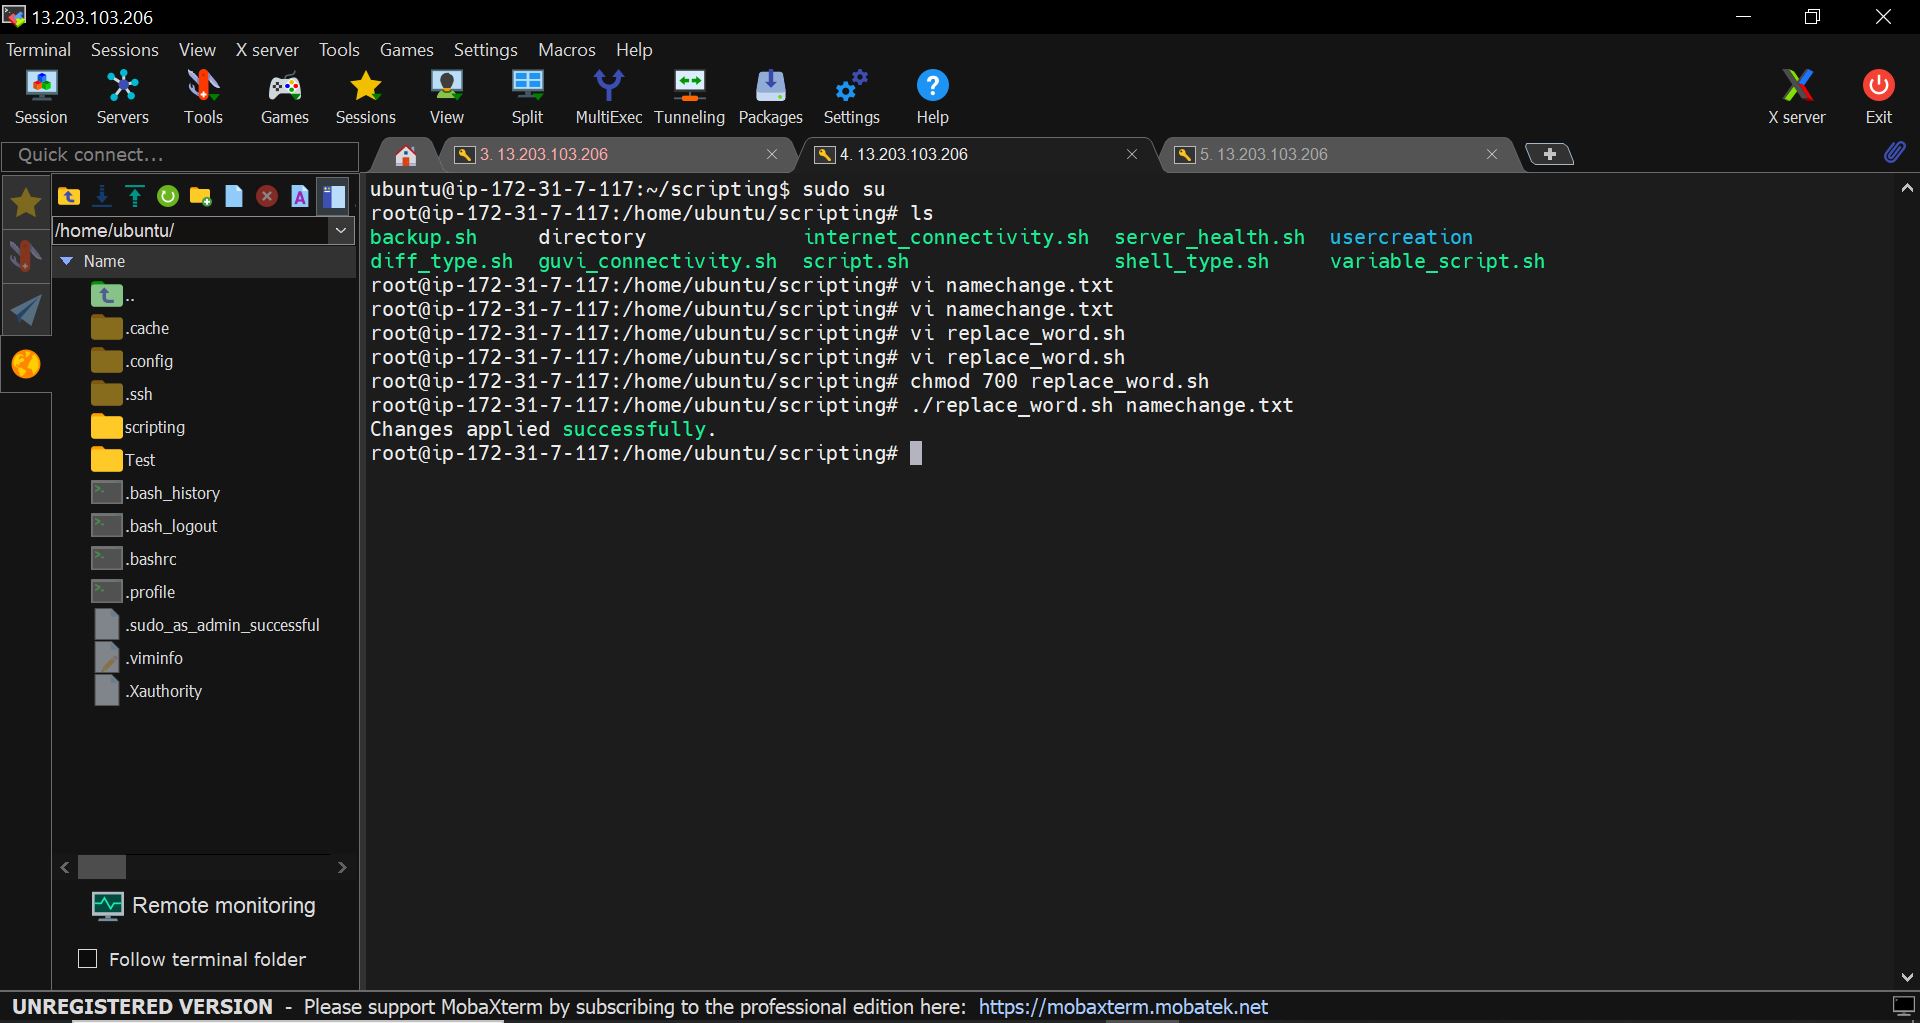 13.203.103.206
Terminal Sessions View X server Tools Games Settings Macros Help
Session Servers Tools Games Sessions View Split MultiExec Tunneling Packages Settings Help X server Exit
Quick connect...
3. 13.203.103.206
4. 13.203.103.206
5. 13.203.103.206
/home/ubuntu/
Name
..
.cache
.config
.ssh
scripting
Test
.bash_history
.bash_logout
.bashrc
.profile
.sudo_as_admin_successful
.viminfo
.Xauthority
Remote monitoring
Follow terminal folder
ubuntu@ip-172-31-7-117:~/scripting$ sudo su
root@ip-172-31-7-117:/home/ubuntu/scripting# ls
backup.sh directory internet_connectivity.sh server_health.sh usercreation
diff_type.sh guvi_connectivity.sh script.sh shell_type.sh variable_script.sh
root@ip-172-31-7-117:/home/ubuntu/scripting# vi namechange.txt
root@ip-172-31-7-117:/home/ubuntu/scripting# vi namechange.txt
root@ip-172-31-7-117:/home/ubuntu/scripting# vi replace_word.sh
root@ip-172-31-7-117:/home/ubuntu/scripting# vi replace_word.sh
root@ip-172-31-7-117:/home/ubuntu/scripting# chmod 700 replace_word.sh
root@ip-172-31-7-117:/home/ubuntu/scripting# ./replace_word.sh namechange.txt
Changes applied successfully.
root@ip-172-31-7-117:/home/ubuntu/scripting#
UNREGISTERED VERSION - Please support MobaXterm by subscribing to the professional edition here: https://mobaxterm.mobatek.net